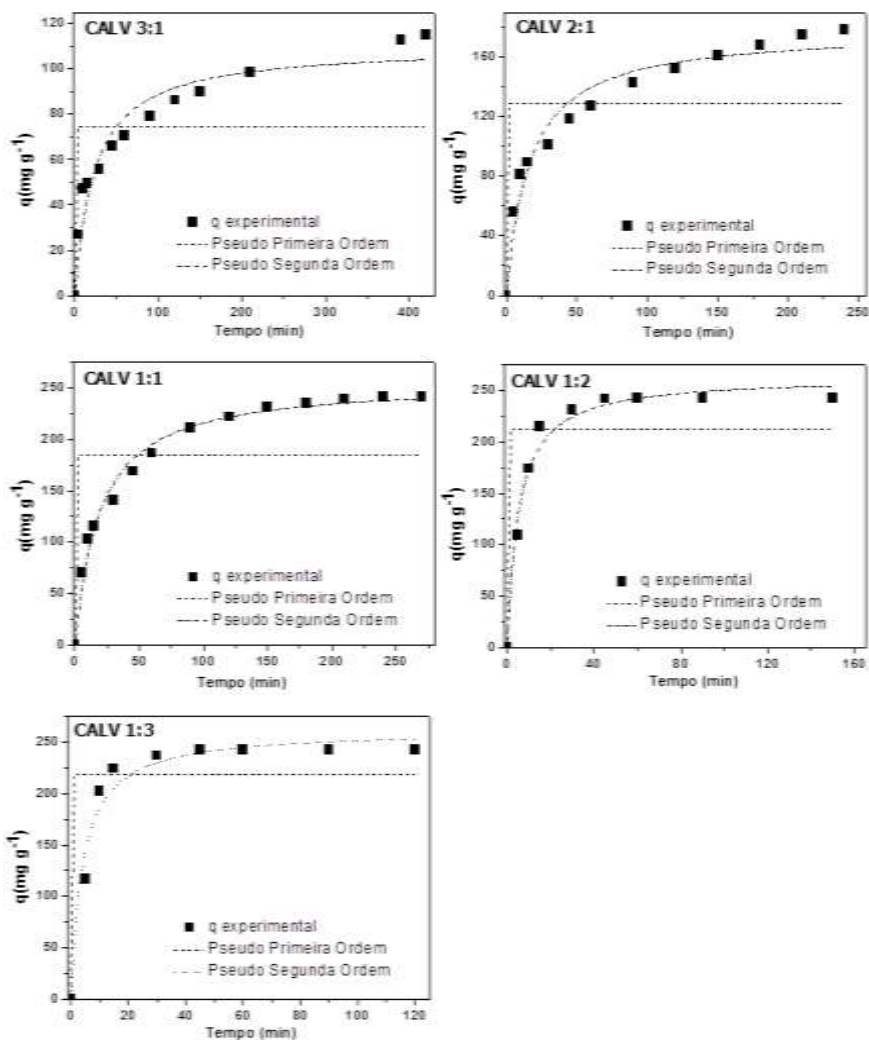 CALV 3:1
q(mg g⁻¹)
120
100
80
60
40
20
0
q experimental
Pseudo Primeira Ordem
Pseudo Segunda Ordem
0 100 200 300 400
Tempo (min)
CALV 2:1
q(mg g⁻¹)
180
120
60
0
q experimental
Pseudo Primeira Ordem
Pseudo Segunda Ordem
0 50 100 150 200 250
Tempo (min)
CALV 1:1
q(mg g⁻¹)
250
200
150
100
50
0
q experimental
Pseudo Primeira Ordem
Pseudo Segunda Ordem
0 50 100 150 200 250
Tempo (min)
CALV 1:2
q(mg g⁻¹)
250
200
150
100
50
0
q experimental
Pseudo Primeira Ordem
Pseudo Segunda Ordem
0 40 80 120 160
Tempo (min)
CALV 1:3
q(mg g⁻¹)
250
200
150
100
50
0
q experimental
Pseudo Primeira Ordem
Pseudo Segunda Ordem
0 20 40 60 80 100 120
Tempo (min)